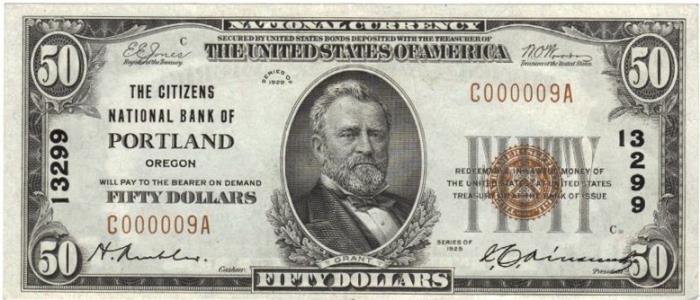 NATIONAL CURRENCY
SECURED BY UNITED STATES BONDS DEPOSITED WITH THE TREASURER OF
THE UNITED STATES OF AMERICA
50
50
E E Jones
C
Register of the Treasury
SERIES OF
1929
Treasurer of the United States
THE CITIZENS
NATIONAL BANK OF
PORTLAND
OREGON
C000009A
FIFTY
13299
13299
WILL PAY TO THE BEARER ON DEMAND
FIFTY DOLLARS
C000009A
REDEEMABLE IN LAWFUL MONEY OF
THE UNITED STATES AT UNITED STATES
TREASURY OR AT THE BANK OF ISSUE
GRANT
SERIES OF
C
Cashier
President
50
FIFTY DOLLARS
50